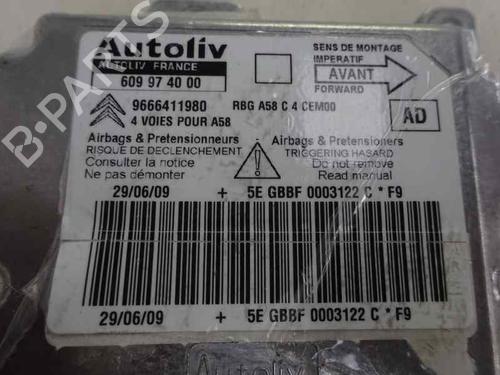 Autoliv
AUTOLIV FRANCE
609 97 40 00
SENS DE MONTAGE
IMPERATIF
AVANT
FORWARD
9666411980 RBG A58 C 4 CEM00
4 VOIES POUR A58
AD
Airbags & Pretensionneurs
RISQUE DE DECLENCHEMENT
Consulter la notice
Ne pas démonter
Airbags & Pretensioners
TRIGGERING HASARD
Do not remove
Read manual
29/06/09 + 5E GBBF 0003122 C * F9
29/06/09 + 5E GBBF 0003122 C * F9
Autoliv
B-PARTS